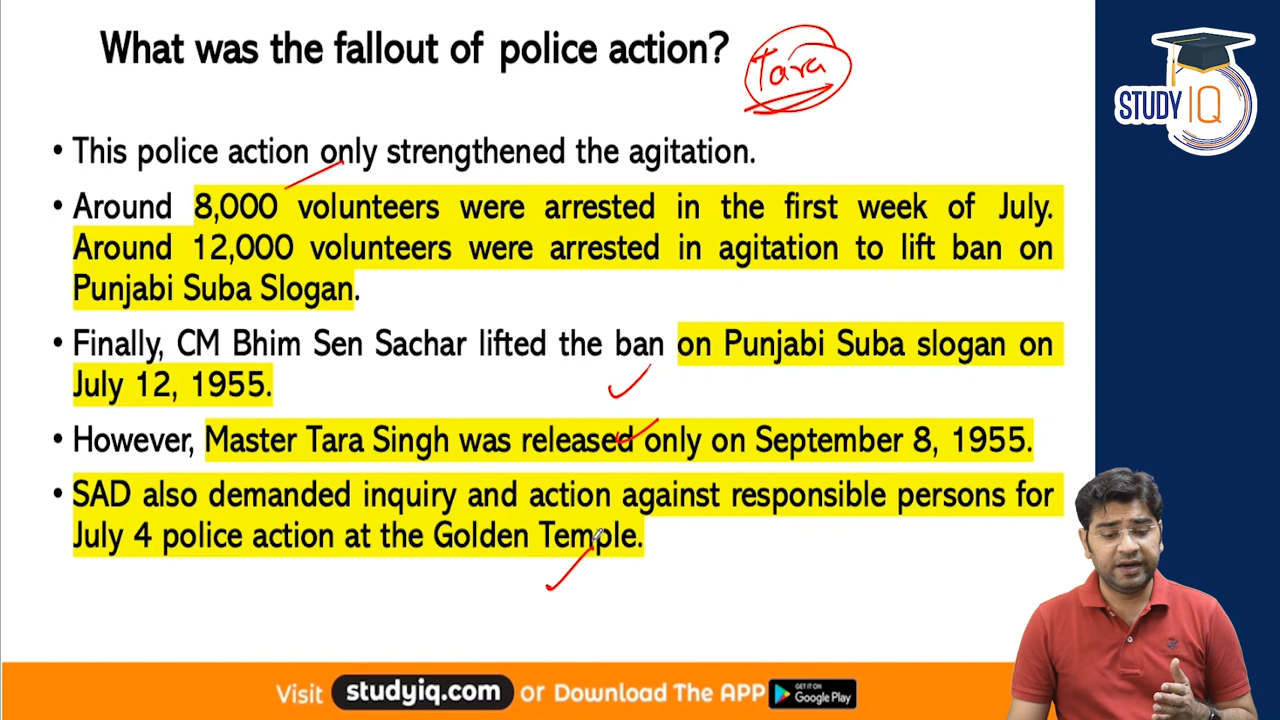 What was the fallout of police action?
Tara
STUDY IQ
• This police action only strengthened the agitation.
• Around 8,000 volunteers were arrested in the first week of July.
Around 12,000 volunteers were arrested in agitation to lift ban on
Punjabi Suba Slogan.
• Finally, CM Bhim Sen Sachar lifted the ban on Punjabi Suba slogan on
July 12, 1955.
• However, Master Tara Singh was released only on September 8, 1955.
• SAD also demanded inquiry and action against responsible persons for
July 4 police action at the Golden Temple.
Visit studyiq.com or Download The APP GET IT ON Google Play